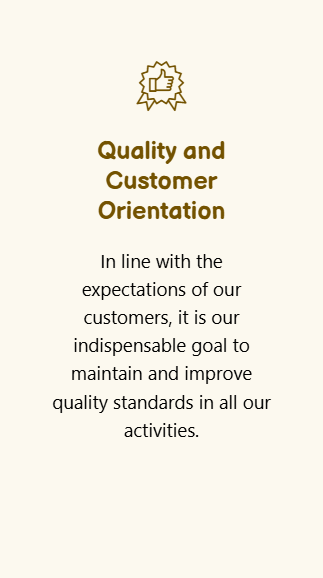 Quality and
Customer
Orientation
In line with the
expectations of our
customers, it is our
indispensable goal to
maintain and improve
quality standards in all our
activities.